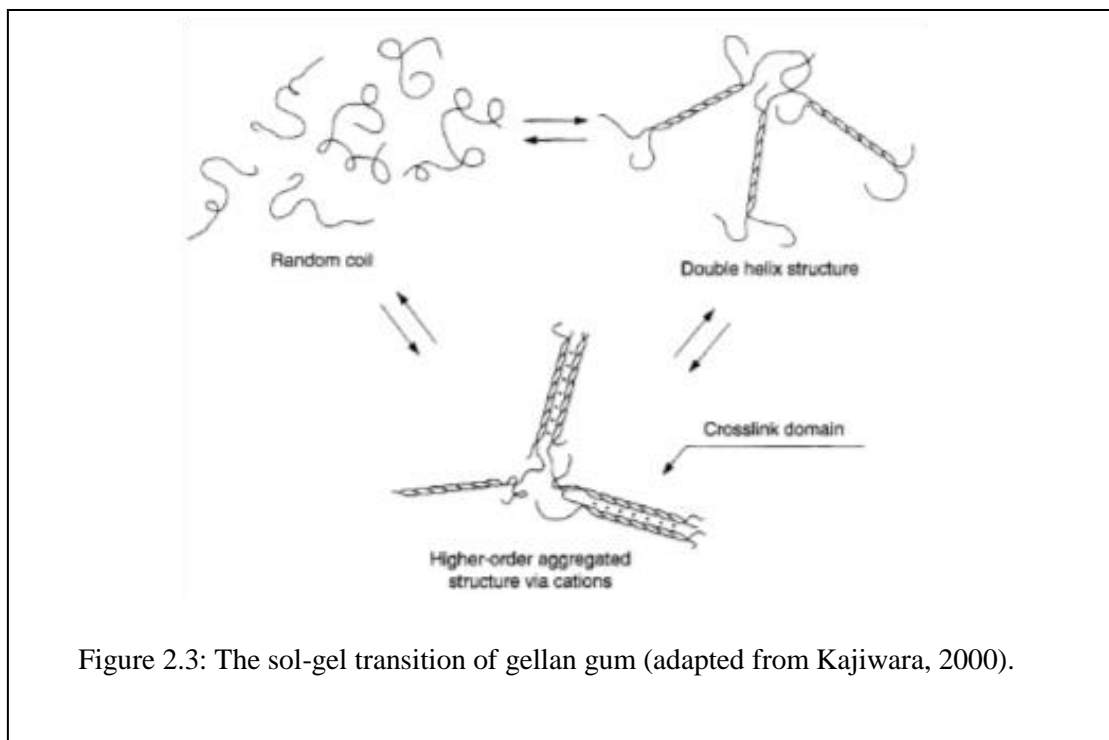 Random coil
Double helix structure
Crosslink domain
Higher-order aggregated
structure via cations
Figure 2.3: The sol-gel transition of gellan gum (adapted from Kajiwara, 2000).